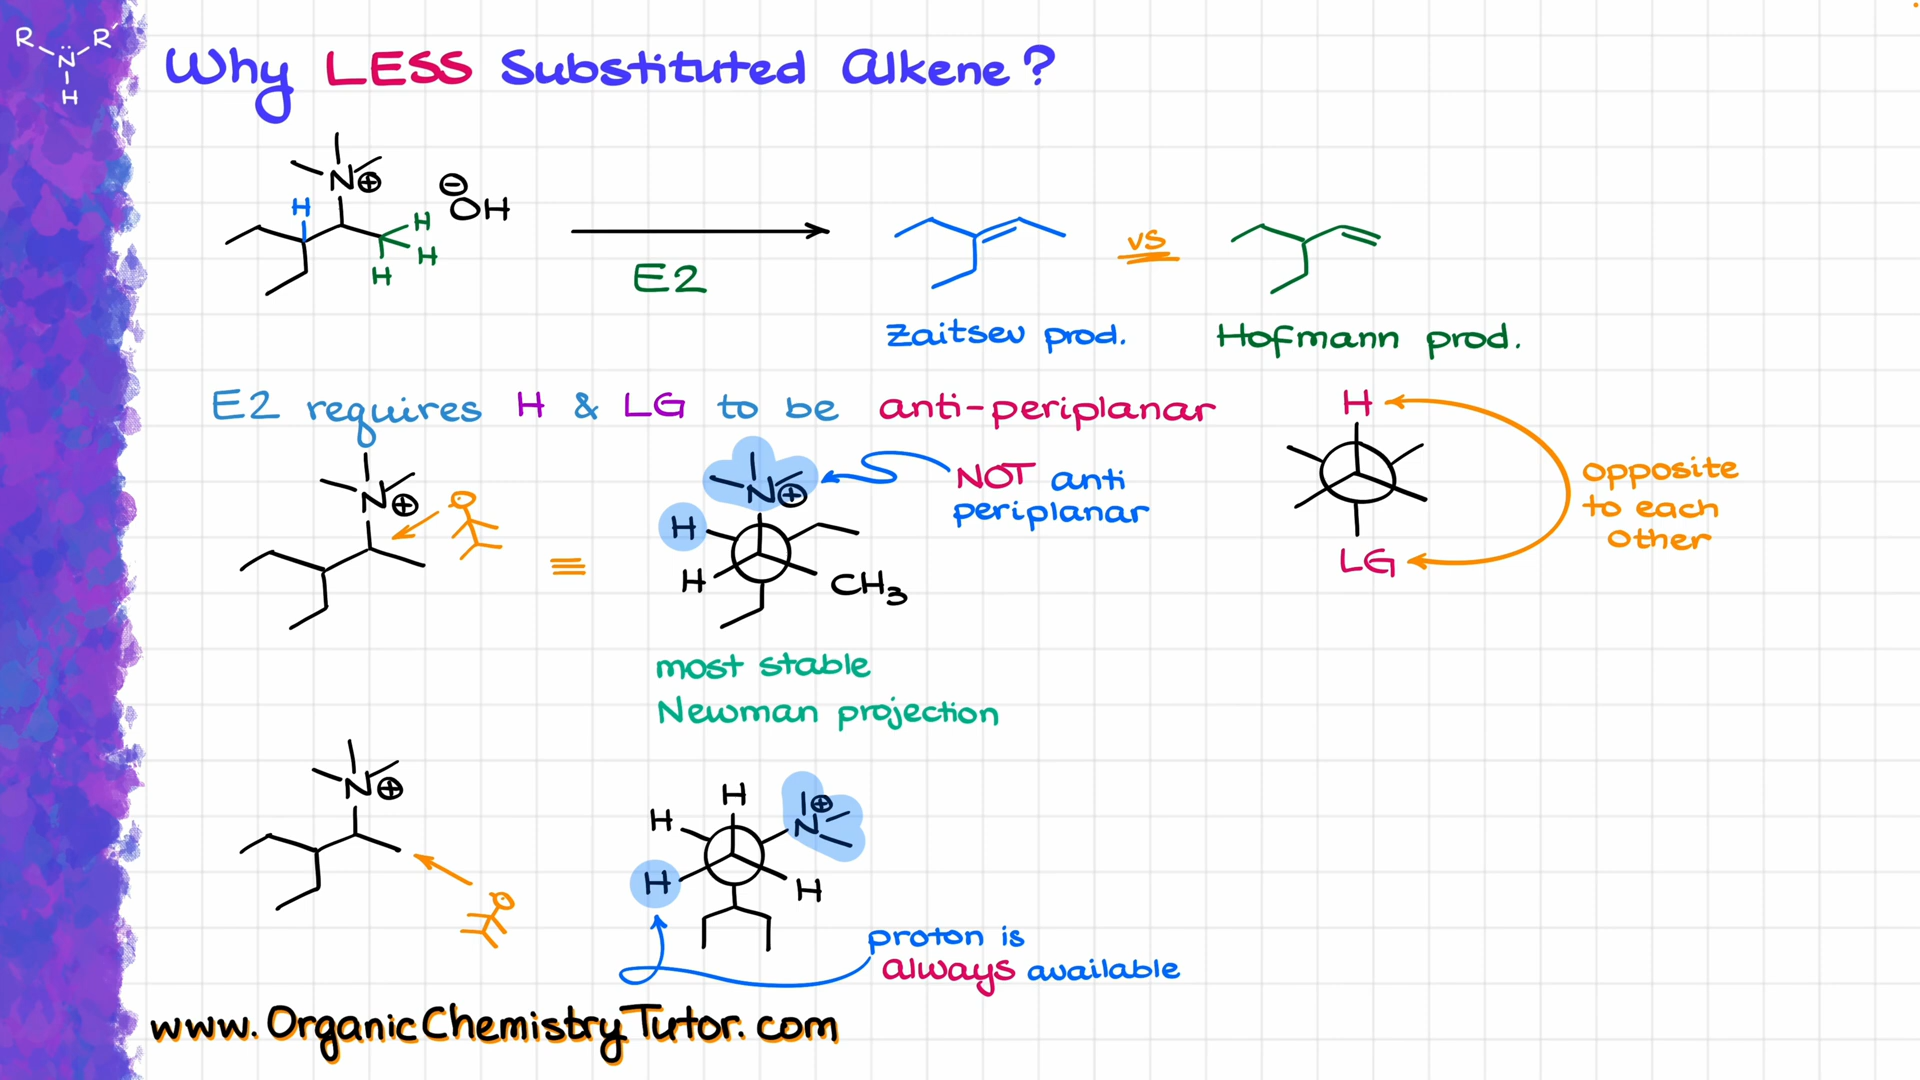 R R'
N
H
Why LESS Substituted Alkene?
N⊕
H
H
H
H
⊖
OH
E2
vs
Zaitsev prod.
Hofmann prod.
E2 requires H & LG to be anti-periplanar
H
LG
opposite
to each
other
N⊕
≡
N⊕
H
H
CH3
NOT anti
periplanar
most stable
Newman projection
N⊕
H
H
H
H
N⊕
proton is
always available
www.OrganicChemistryTutor.com